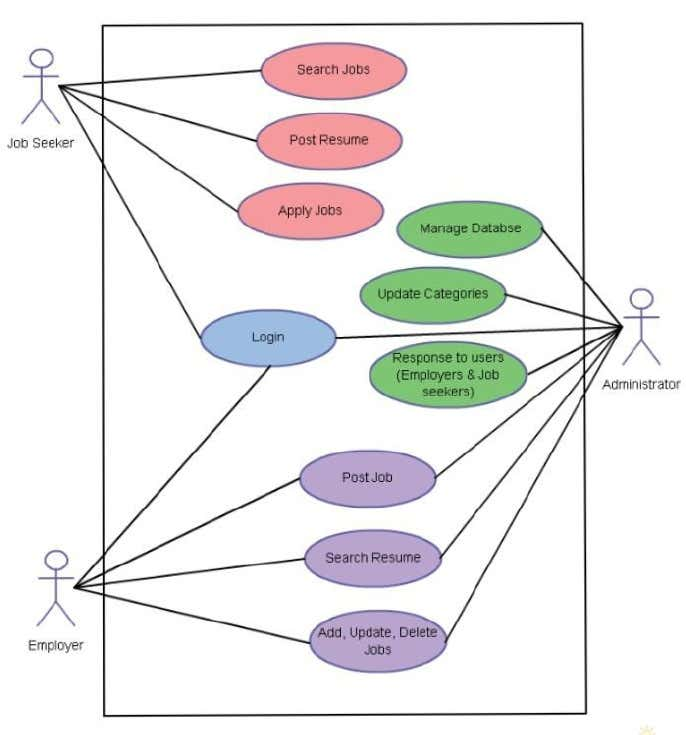 Search Jobs
Job Seeker
Post Resume
Apply Jobs
Manage Databse
Update Categories
Login
Response to users
(Employers & Job
seekers)
Administrator
Post Job
Search Resume
Employer
Add, Update, Delete
Jobs